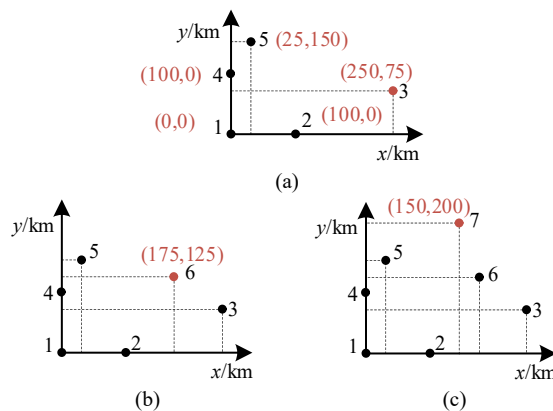 y/km
5 (25,150)
(100,0) 4
(250,75)
3
(0,0)
1
2
(100,0)
x/km
(a)
y/km
5
(175,125)
6
4
3
1
2
x/km
(b)
(150,200)
y/km
7
5
6
4
3
1
2
x/km
(c)